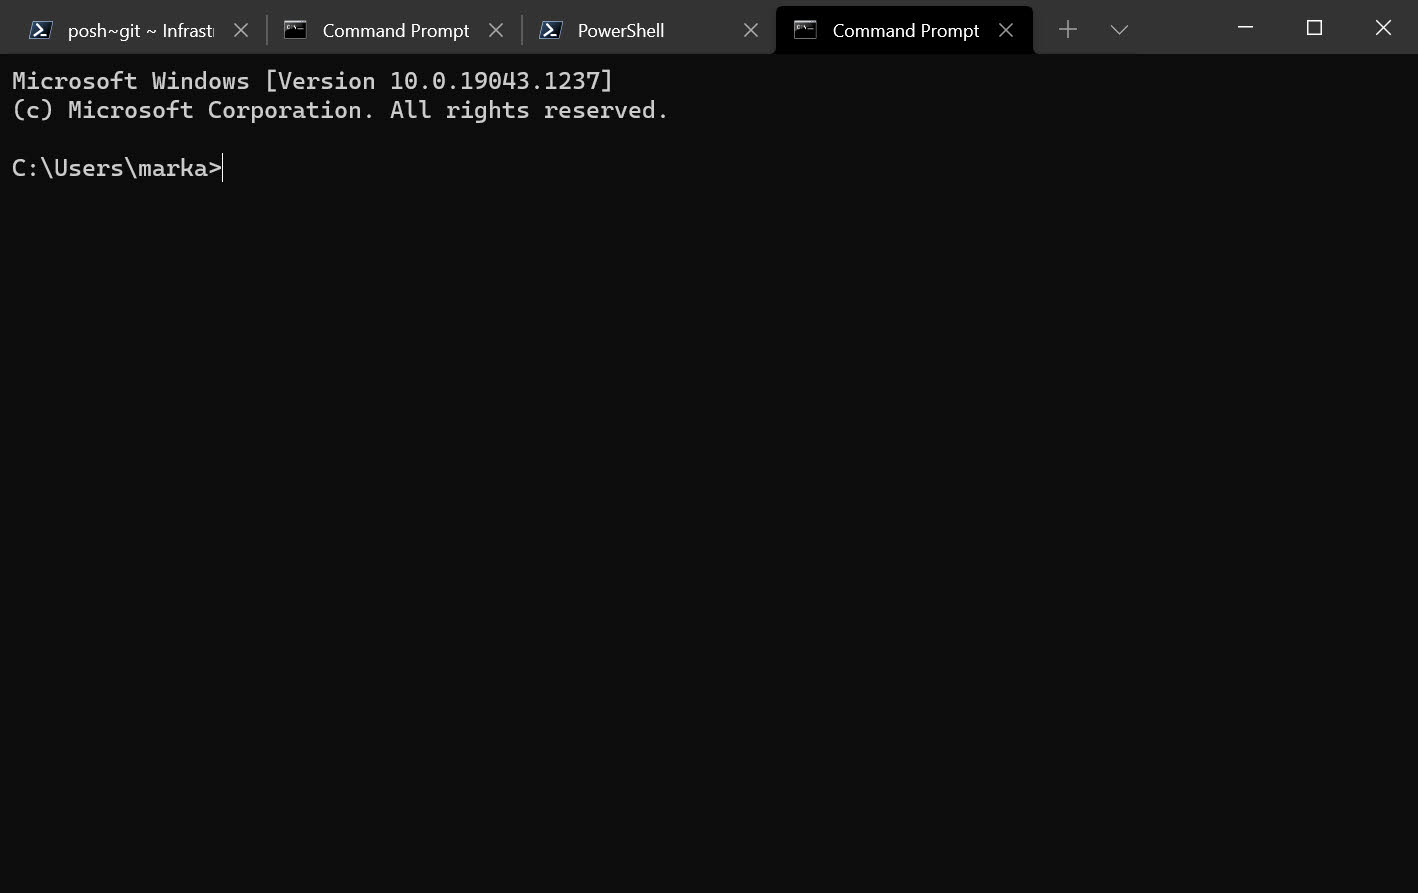 posh~git ~ Infrast
Command Prompt
PowerShell
Command Prompt
Microsoft Windows [Version 10.0.19043.1237]
(c) Microsoft Corporation. All rights reserved.
C:\Users\marka>